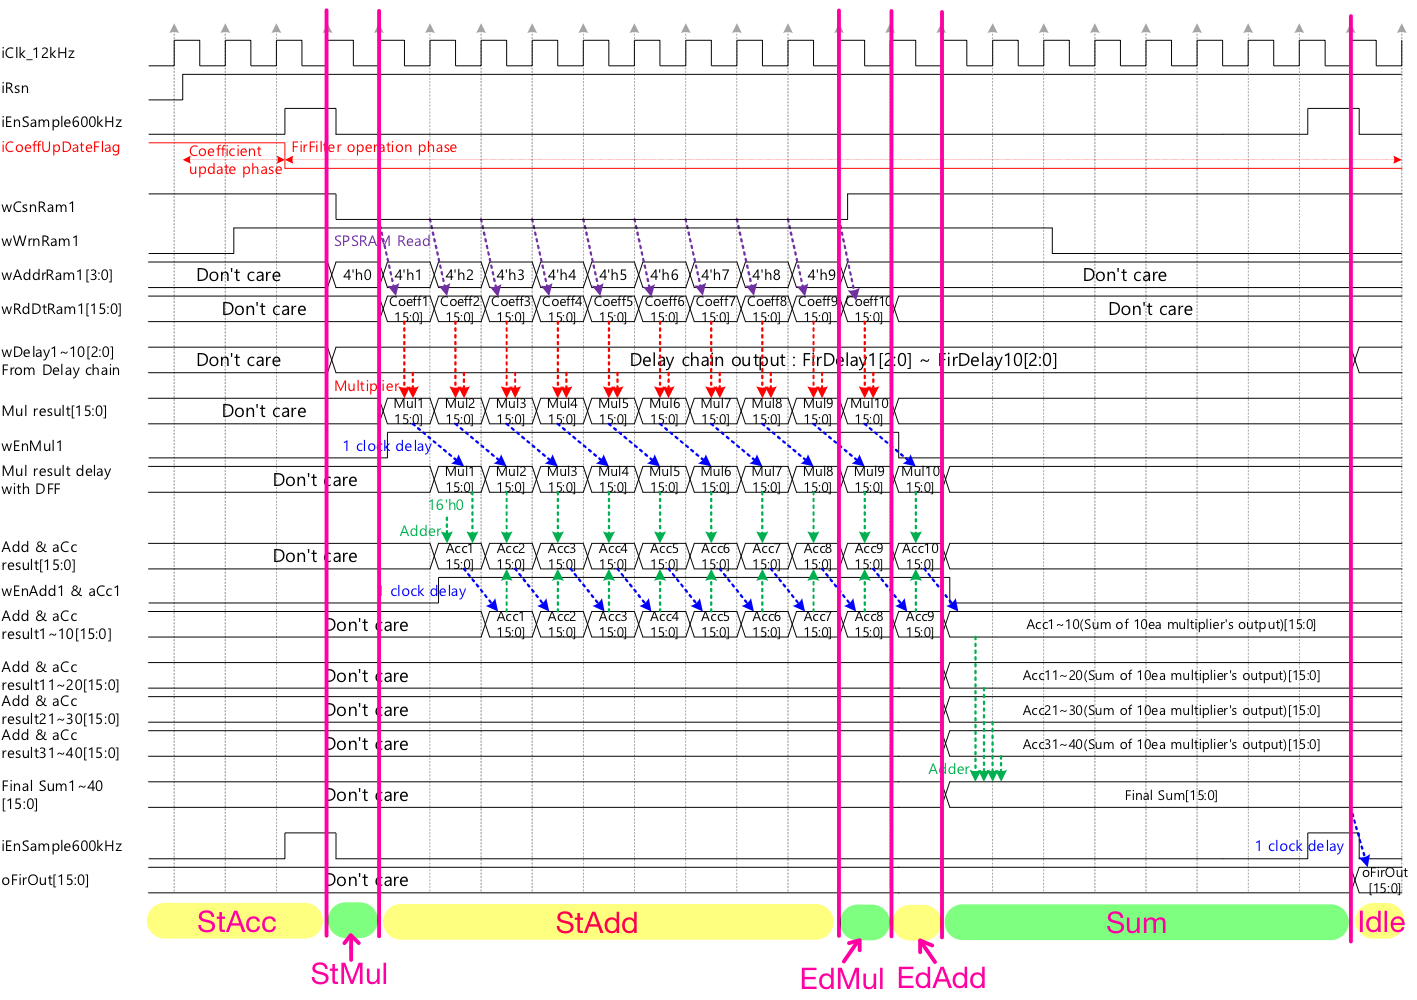 iClk_12kHz
iRsn
iEnSample600kHz
iCoeffUpDateFlag
Coefficient
update phase
FirFilter operation phase
wCsnRam1
wWrnRam1
SPSRAM Read
wAddrRam1[3:0]
Don't care
4'h0
4'h1
4'h2
4'h3
4'h4
4'h5
4'h6
4'h7
4'h8
4'h9
Don't care
wRdDtRam1[15:0]
Don't care
Coeff1
15:0]
Coeff2
15:0]
Coeff3
15:0]
Coeff4
15:0]
Coeff5
15:0]
Coeff6
15:0]
Coeff7
15:0]
Coeff8
15:0]
Coeff9
15:0]
Coeff10
15:0]
Don't care
wDelay1~10[2:0]
From Delay chain
Don't care
Delay chain output : FirDelay1[2:0] ~ FirDelay10[2:0]
Multiplier
Mul result[15:0]
Don't care
Mul1
15:0]
Mul2
15:0]
Mul3
15:0]
Mul4
15:0]
Mul5
15:0]
Mul6
15:0]
Mul7
15:0]
Mul8
15:0]
Mul9
15:0]
Mul10
15:0]
wEnMul1
1 clock delay
Mul result delay
with DFF
Don't care
Mul1
15:0]
Mul2
15:0]
Mul3
15:0]
Mul4
15:0]
Mul5
15:0]
Mul6
15:0]
Mul7
15:0]
Mul8
15:0]
Mul9
15:0]
Mul10
15:0]
16'h0
Adder
Add & aCc
result[15:0]
Don't care
Acc1
15:0]
Acc2
15:0]
Acc3
15:0]
Acc4
15:0]
Acc5
15:0]
Acc6
15:0]
Acc7
15:0]
Acc8
15:0]
Acc9
15:0]
Acc10
15:0]
wEnAdd1 & aCc1
clock delay
Add & aCc
result1~10[15:0]
Don't care
Acc1
15:0]
Acc2
15:0]
Acc3
15:0]
Acc4
15:0]
Acc5
15:0]
Acc6
15:0]
Acc7
15:0]
Acc8
15:0]
Acc9
15:0]
Acc1~10(Sum of 10ea multiplier's output)[15:0]
Add & aCc
result11~20[15:0]
Don't care
Acc11~20(Sum of 10ea multiplier's output)[15:0]
Add & aCc
result21~30[15:0]
Don't care
Acc21~30(Sum of 10ea multiplier's output)[15:0]
Add & aCc
result31~40[15:0]
Don't care
Acc31~40(Sum of 10ea multiplier's output)[15:0]
Adder
Final Sum1~40
[15:0]
Don't care
Final Sum[15:0]
iEnSample600kHz
1 clock delay
oFirOut[15:0]
Don't care
oFirOut
[15:0]
StAcc
StAdd
Sum
Idle
StMul
EdMul
EdAdd